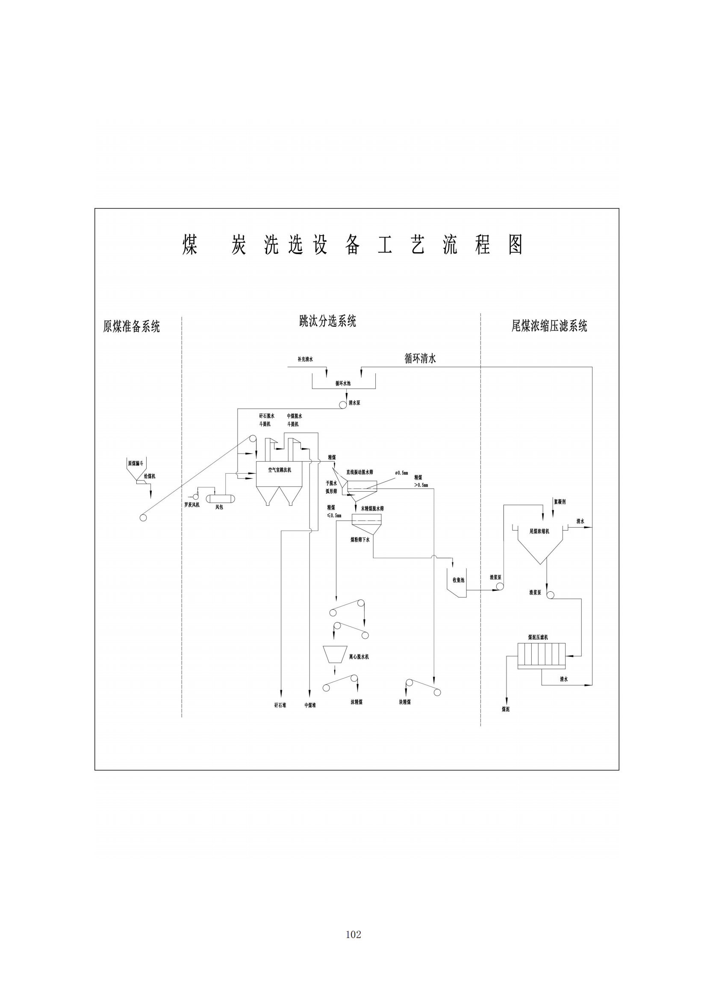 煤炭洗选设备工艺流程图
原煤准备系统
跳汰分选系统
尾煤浓缩压滤系统
补充清水
循环清水
循环水池
清水泵
矸石脱水
斗提机
中煤脱水
斗提机
原煤漏斗
给煤机
空气室跳汰机
精煤
直线振动脱水筛
ø0.5mm
精煤
>0.5mm
予脱水
弧形筛
罗茨风机
风包
精煤
≤0.5mm
末精煤脱水筛
煤粉筛下水
絮凝剂
清水
尾煤浓缩机
收集池
渣浆泵
渣浆泵
煤泥压滤机
离心脱水机
清水
矸石堆
中煤堆
沫精煤
块精煤
煤泥
102